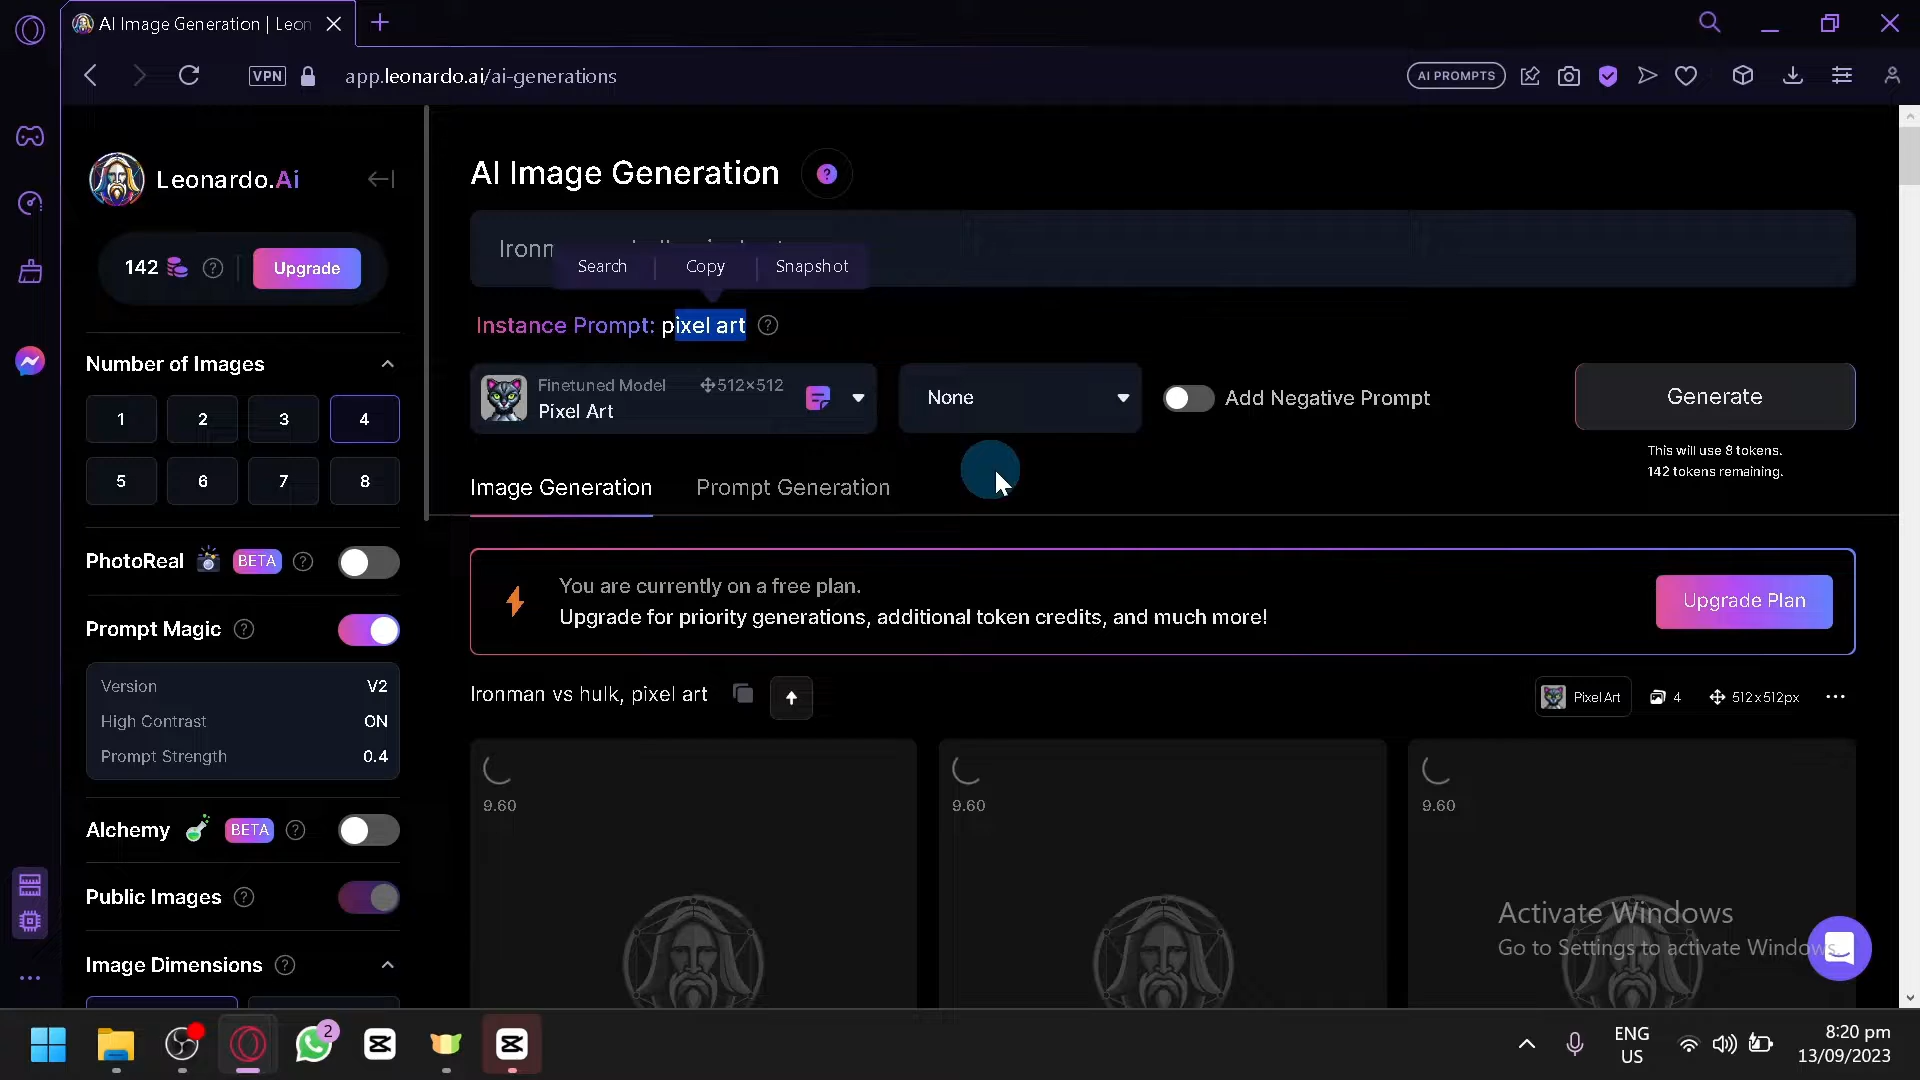 AI Image Generation | Leon
VPN
app.leonardo.ai/ai-generations
AI PROMPTS
Leonardo.Ai
142
Upgrade
Number of Images
1
2
3
4
5
6
7
8
PhotoReal
BETA
Prompt Magic
Version
V2
High Contrast
ON
Prompt Strength
0.4
Alchemy
BETA
Public Images
Image Dimensions
AI Image Generation
Search
Copy
Snapshot
Instance Prompt: pixel art
Finetuned Model
512×512
Pixel Art
None
Add Negative Prompt
Generate
This will use 8 tokens.
142 tokens remaining.
Image Generation
Prompt Generation
You are currently on a free plan.
Upgrade for priority generations, additional token credits, and much more!
Upgrade Plan
Ironman vs hulk, pixel art
Pixel Art
4
512x512px
9.60
9.60
9.60
Activate Windows
Go to Settings to activate Windows.
2
ENG
US
8:20 pm
13/09/2023